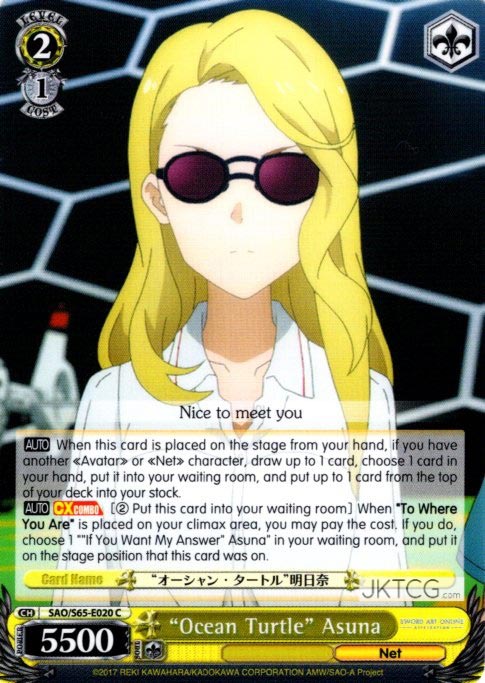 LEVEL
2
1
COST
Nice to meet you
AUTO When this card is placed on the stage from your hand, if you have
another «Avatar» or «Net» character, draw up to 1 card, choose 1 card in
your hand, put it into your waiting room, and put up to 1 card from the top
of your deck into your stock.
AUTO CX COMBO [② Put this card into your waiting room] When "To Where
You Are" is placed on your climax area, you may pay the cost. If you do,
choose 1 ""If You Want My Answer" Asuna" in your waiting room, and put it
on the stage position that this card was on.
Card Name "オーシャン・タートル"明日奈
JKTCG.com
CH SAO/S65-E020 C
POWER 5500 SOUL "Ocean Turtle" Asuna SWORD ART ONLINE
Net
©2017 REKI KAWAHARA/KADOKAWA CORPORATION AMW/SAO-A Project